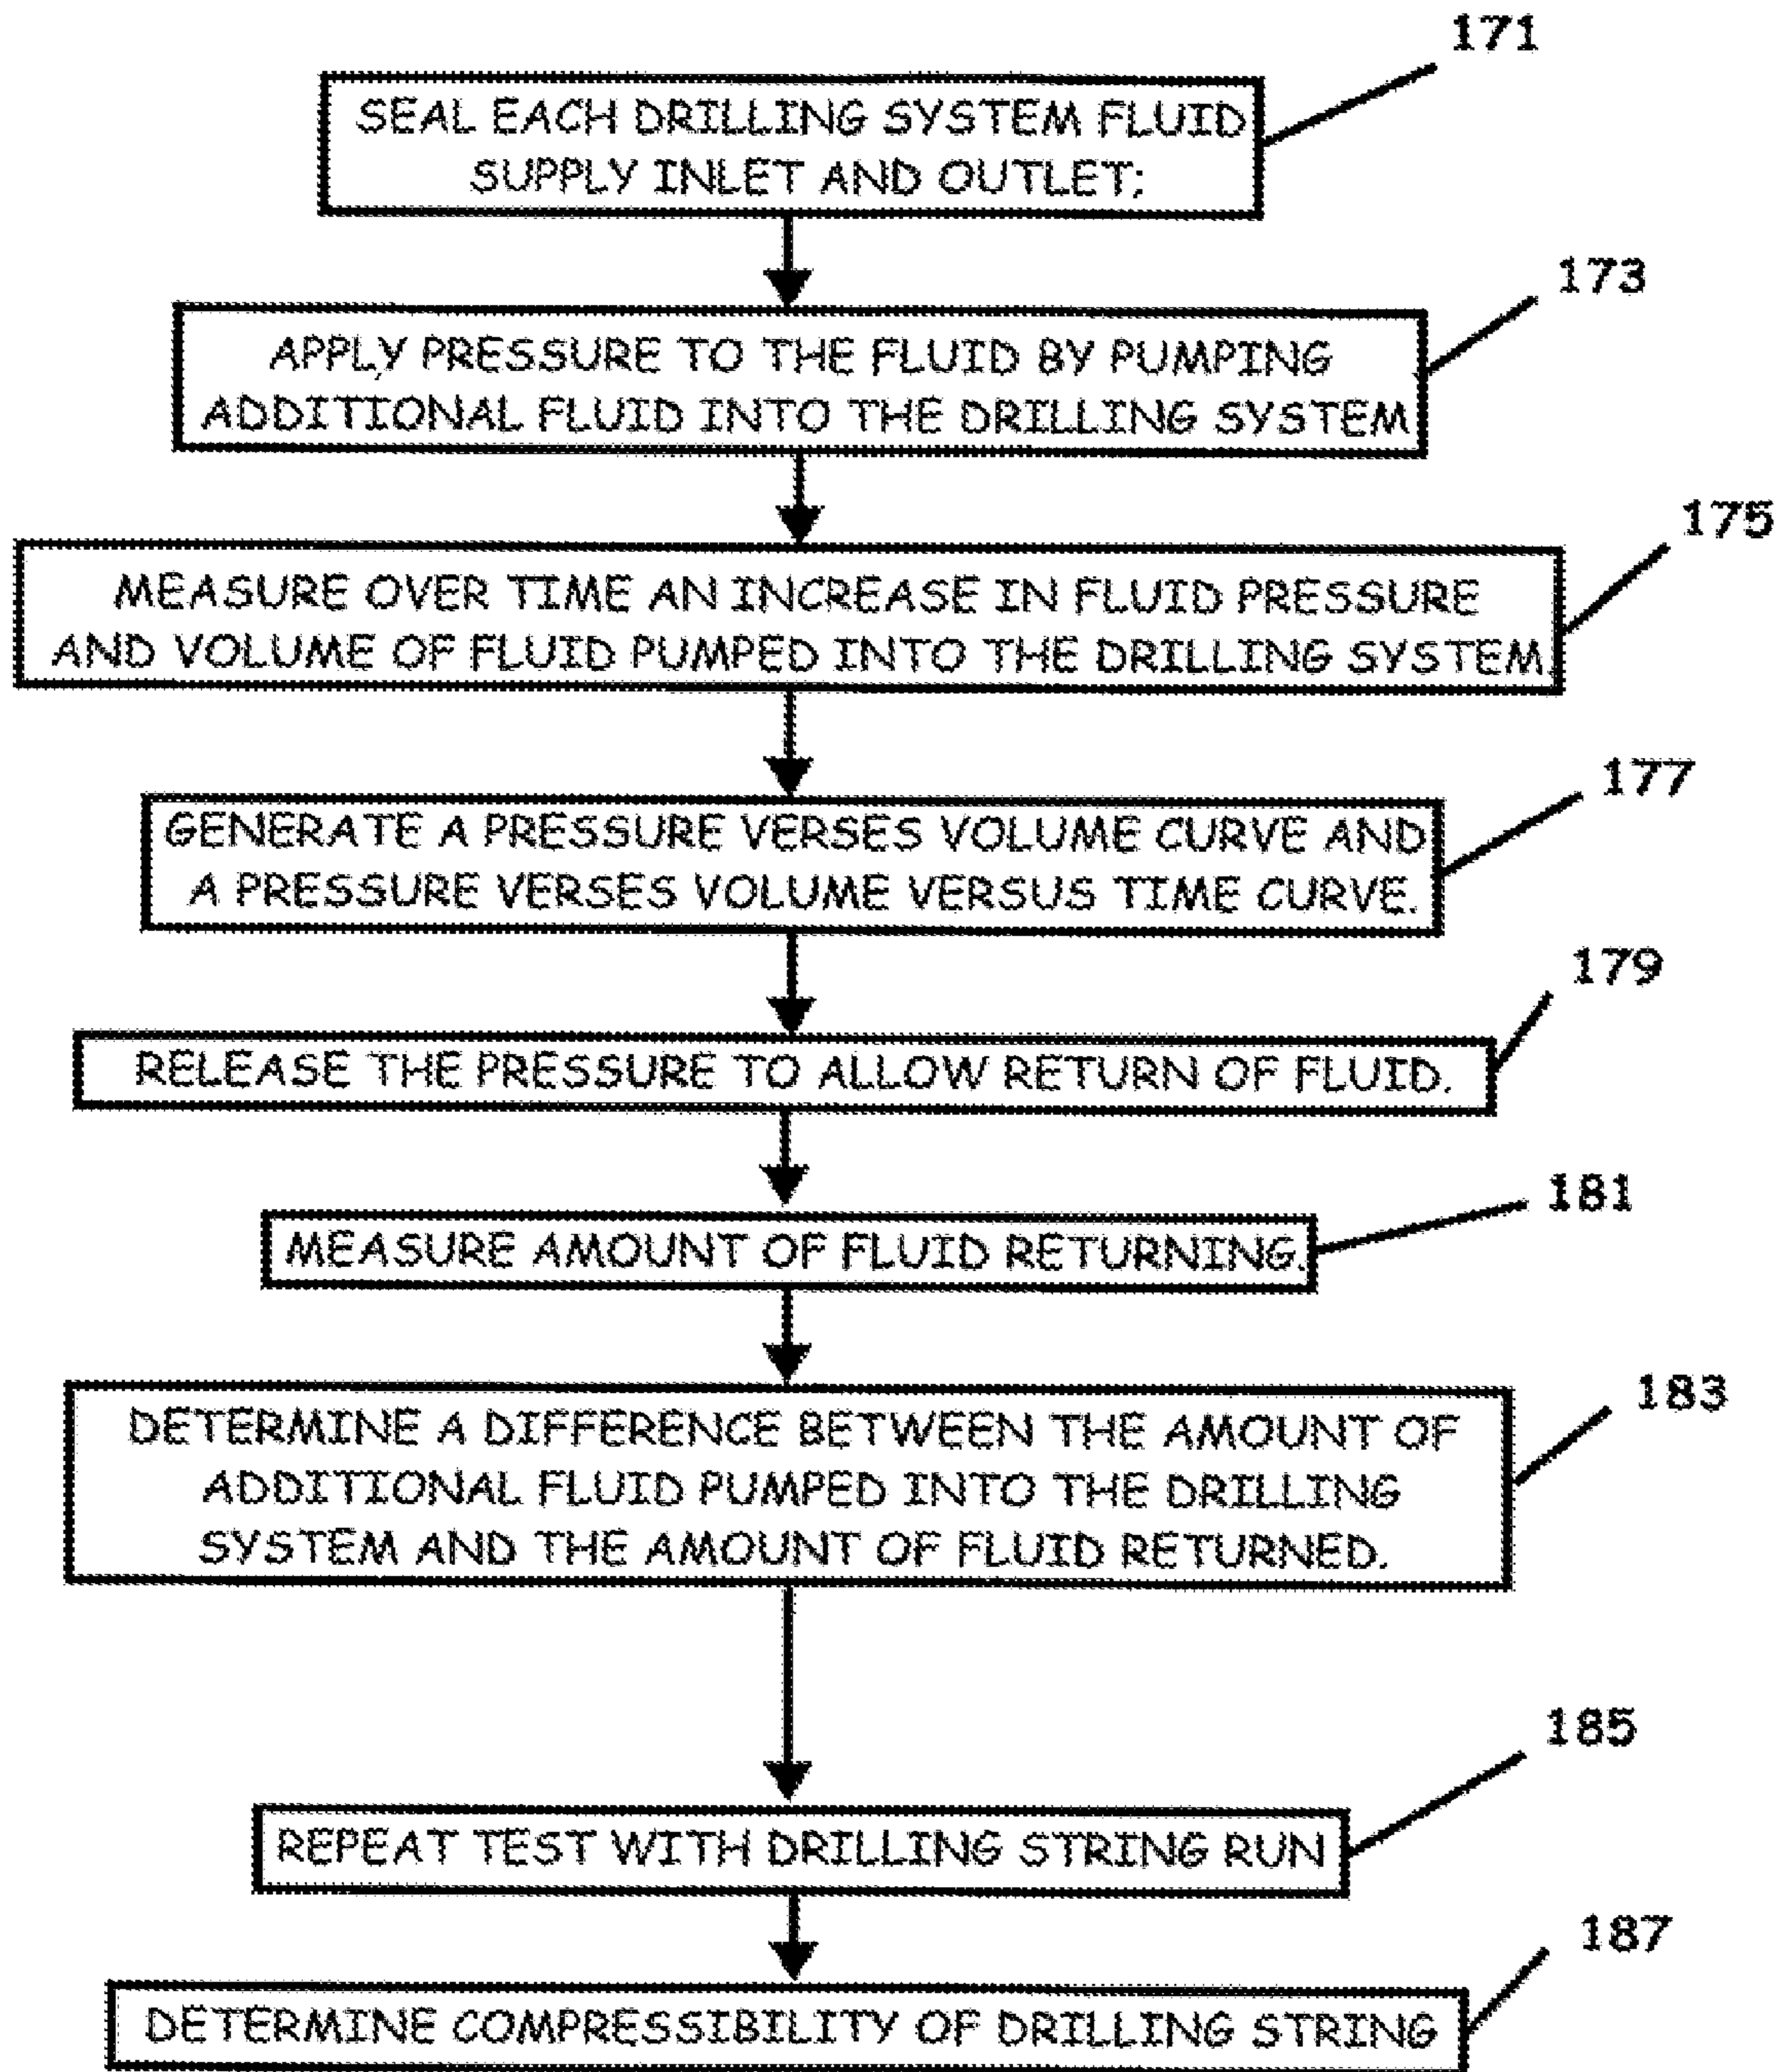 171
SEAL EACH DRILLING SYSTEM FLUID
SUPPLY INLET AND OUTLET;
173
APPLY PRESSURE TO THE FLUID BY PUMPING
ADDITIONAL FLUID INTO THE DRILLING SYSTEM
175
MEASURE OVER TIME AN INCREASE IN FLUID PRESSURE
AND VOLUME OF FLUID PUMPED INTO THE DRILLING SYSTEM.
177
GENERATE A PRESSURE VERSES VOLUME CURVE AND
A PRESSURE VERSES VOLUME VERSUS TIME CURVE.
179
RELEASE THE PRESSURE TO ALLOW RETURN OF FLUID.
181
MEASURE AMOUNT OF FLUID RETURNING.
183
DETERMINE A DIFFERENCE BETWEEN THE AMOUNT OF
ADDITIONAL FLUID PUMPED INTO THE DRILLING
SYSTEM AND THE AMOUNT OF FLUID RETURNED.
185
REPEAT TEST WITH DRILLING STRING RUN
187
DETERMINE COMPRESSIBILITY OF DRILLING STRING